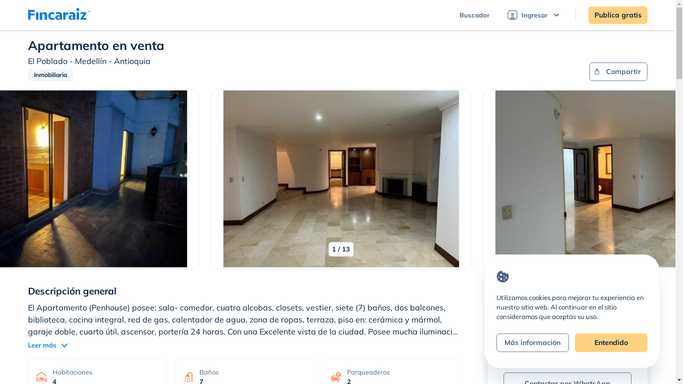 Fincaraiz
Buscador
Ingresar
Publica gratis
Apartamento en venta
El Poblado - Medellín - Antioquia
Inmobiliaria
Compartir
1 / 13
Descripción general
El Apartamento (Penhouse) posee: sala- comedor, cuatro alcobas, closets, vestier, siete (7) baños, dos balcones,
biblioteca, cocina integral, red de gas, calentador de agua, zona de ropas, terraza, piso en: cerámica y mármol,
garaje doble, cuarto útil, ascensor, portería 24 horas. Con una Excelente vista de la ciudad. Posee mucha iluminaci...
Leer más
Habitaciones
4
Baños
7
Parqueaderos
2
Utilizamos cookies para mejorar tu experiencia en
nuestro sitio web. Al continuar en el sitio
consideramos que aceptas su uso.
Más información
Entendido
Contactar por WhatsApp